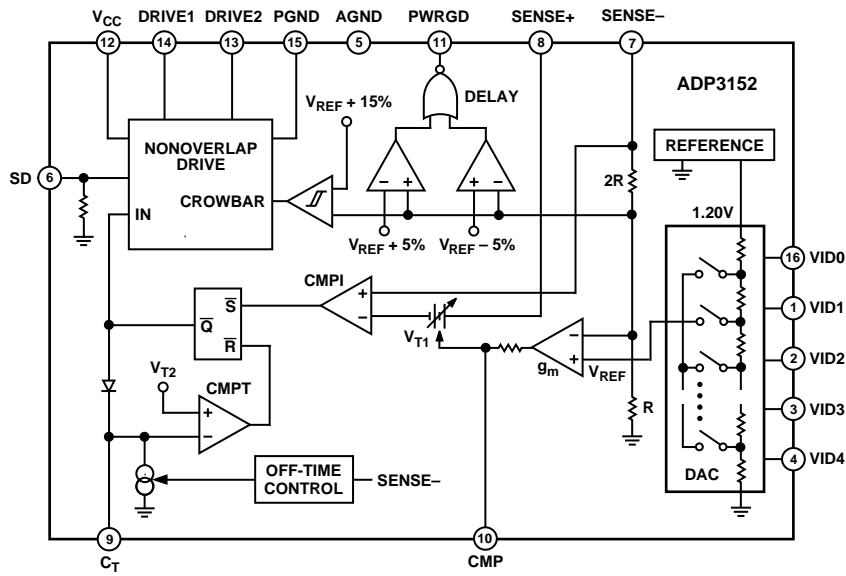 VCC DRIVE1 DRIVE2 PGND AGND PWRGD SENSE+ SENSE–
12 14 13 15 5 11 8 7
ADP3152
DELAY
VREF + 15%
REFERENCE
NONOVERLAP
DRIVE
SD 6
CROWBAR
– + + –
2R
IN
1.20V
VREF + 5% VREF – 5%
16 VID0
CMPI
+
–
S
Q
R
1 VID1
VT1
–
+
gm
VREF
2 VID2
VT2
CMPT
+
–
R
3 VID3
OFF-TIME
CONTROL
SENSE–
4 VID4
DAC
9
CT
10
CMP